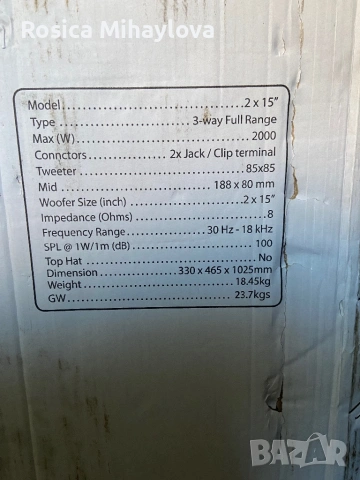 Rosica Mihaylova
Model........................2 x 15"
Type........................3-way Full Range
Max (W)........................2000
Connctors........................2x Jack / Clip terminal
Tweeter........................85x85
Mid........................188 x 80 mm
Woofer Size (inch)........................2 x 15"
Impedance (Ohms)........................8
Frequency Range........................30 Hz - 18 kHz
SPL @ 1W/1m (dB)........................100
Top Hat........................No
Dimension........................330 x 465 x 1025mm
Weight........................18.45kg
GW........................23.7kgs
BAZAR
bg